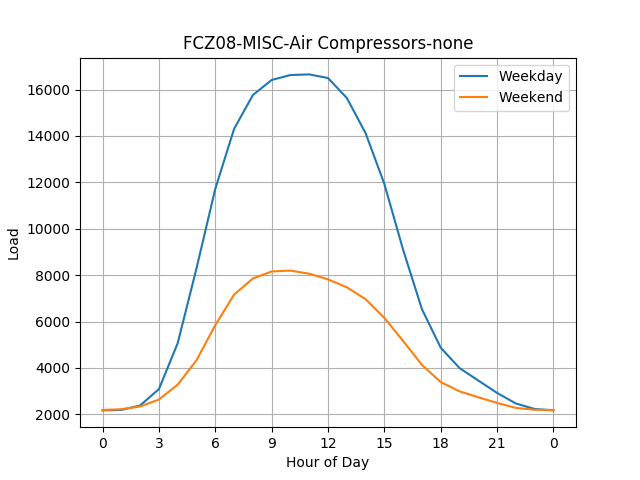 FCZ08-MISC-Air Compressors-none
Weekday
Weekend
16000
14000
12000
10000
8000
6000
4000
2000
Load
0 3 6 9 12 15 18 21 0
Hour of Day